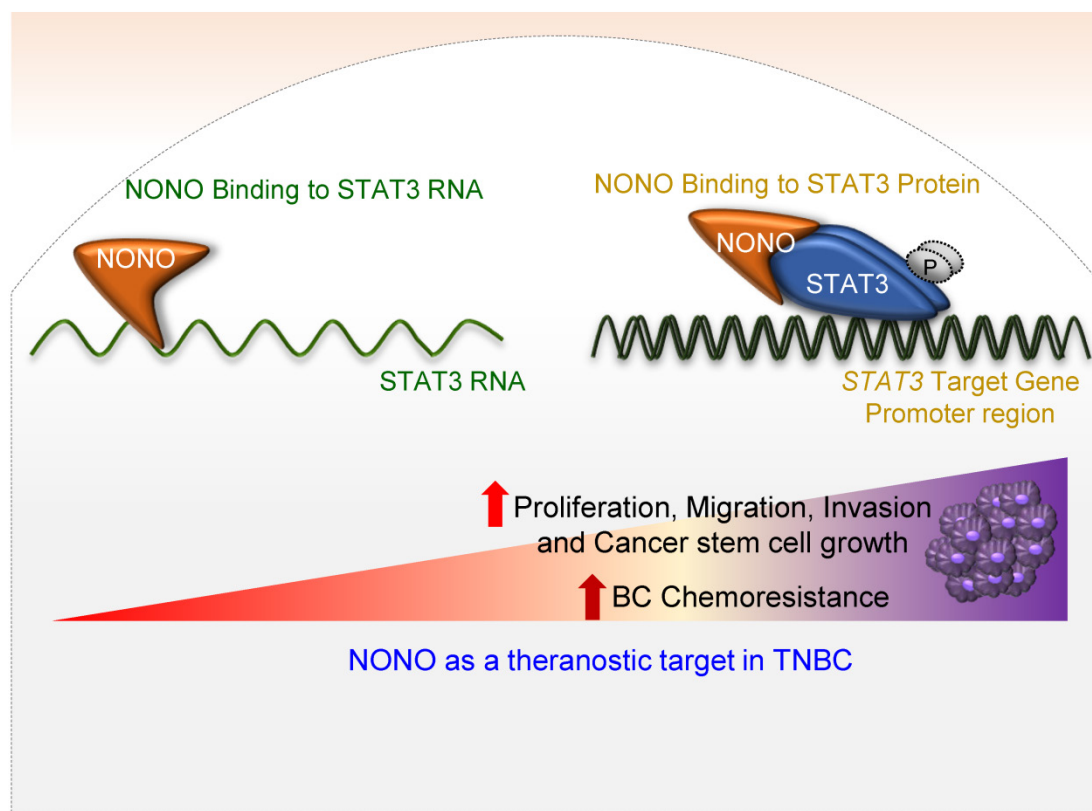 NONO Binding to STAT3 RNA
NONO
STAT3 RNA
NONO Binding to STAT3 Protein
NONO
STAT3
P
STAT3 Target Gene
Promoter region
Proliferation, Migration, Invasion
and Cancer stem cell growth
BC Chemoresistance
NONO as a theranostic target in TNBC